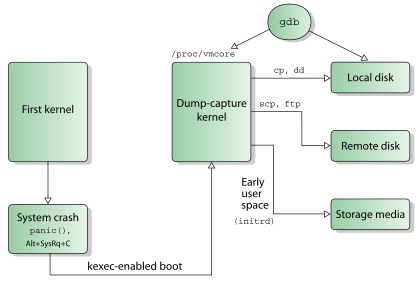 gdb
/proc/vmcore
First kernel
Dump-capture
kernel
cp, dd
Local disk
scp, ftp
Remote disk
Early
user
space
(initrd)
Storage media
System crash
panic(),
Alt+SysRq+C
kexec-enabled boot